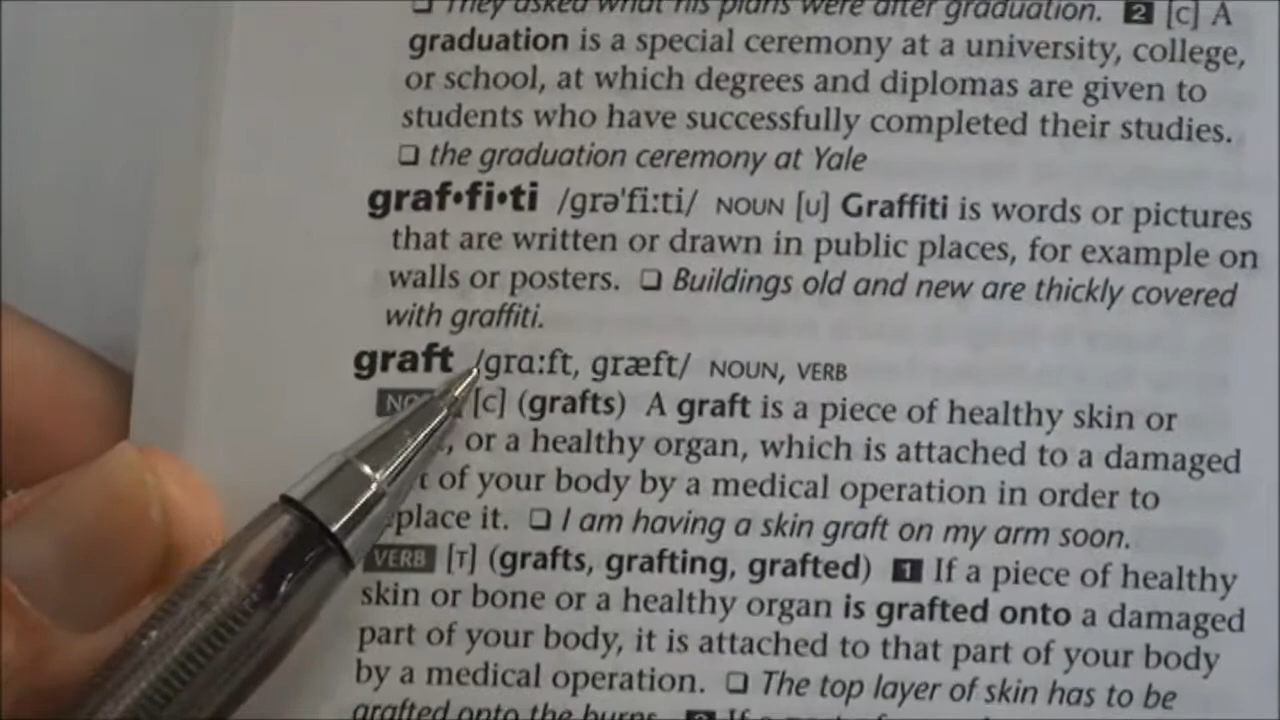 ❑ They asked what his plans were after graduation. 2 [C] A
graduation is a special ceremony at a university, college,
or school, at which degrees and diplomas are given to
students who have successfully completed their studies.
❑ the graduation ceremony at Yale
graf•fi•ti /grəˈfiːti/ NOUN [U] Graffiti is words or pictures
that are written or drawn in public places, for example on
walls or posters. ❑ Buildings old and new are thickly covered
with graffiti.
graft /grɑːft, græft/ NOUN, VERB
[C] (grafts) A graft is a piece of healthy skin or
, or a healthy organ, which is attached to a damaged
of your body by a medical operation in order to
place it. ❑ I am having a skin graft on my arm soon.
VERB [T] (grafts, grafting, grafted) 1 If a piece of healthy
skin or bone or a healthy organ is grafted onto a damaged
part of your body, it is attached to that part of your body
by a medical operation. ❑ The top layer of skin has to be
grafted onto the burns. 2 If